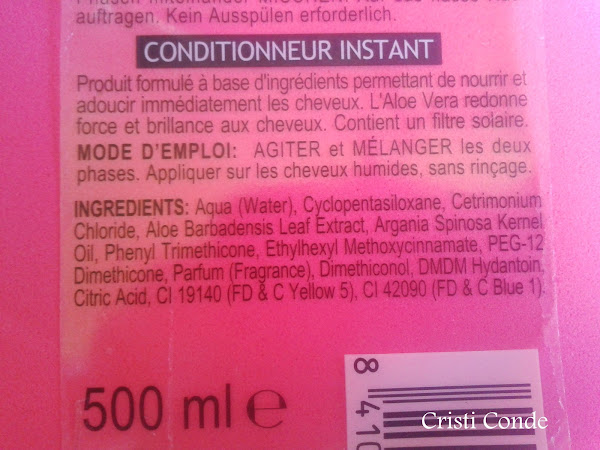 auftragen. Kein Ausspülen erforderlich.
CONDITIONNEUR INSTANT
Produit formulé à base d'ingrédients permettant de nourrir et
adoucir immédiatement les cheveux. L'Aloe Vera redonne
force et brillance aux cheveux. Contient un filtre solaire.
MODE D'EMPLOI: AGITER et MÉLANGER les deux
phases. Appliquer sur les cheveux humides, sans rinçage.
INGREDIENTS: Aqua (Water), Cyclopentasiloxane, Cetrimonium
Chloride, Aloe Barbadensis Leaf Extract, Argania Spinosa Kernel
Oil, Phenyl Trimethicone, Ethylhexyl Methoxycinnamate, PEG-12
Dimethicone, Parfum (Fragrance), Dimethiconol, DMDM Hydantoin,
Citric Acid, CI 19140 (FD & C Yellow 5), CI 42090 (FD & C Blue 1).
500 ml e
8 410
Cristi Conde